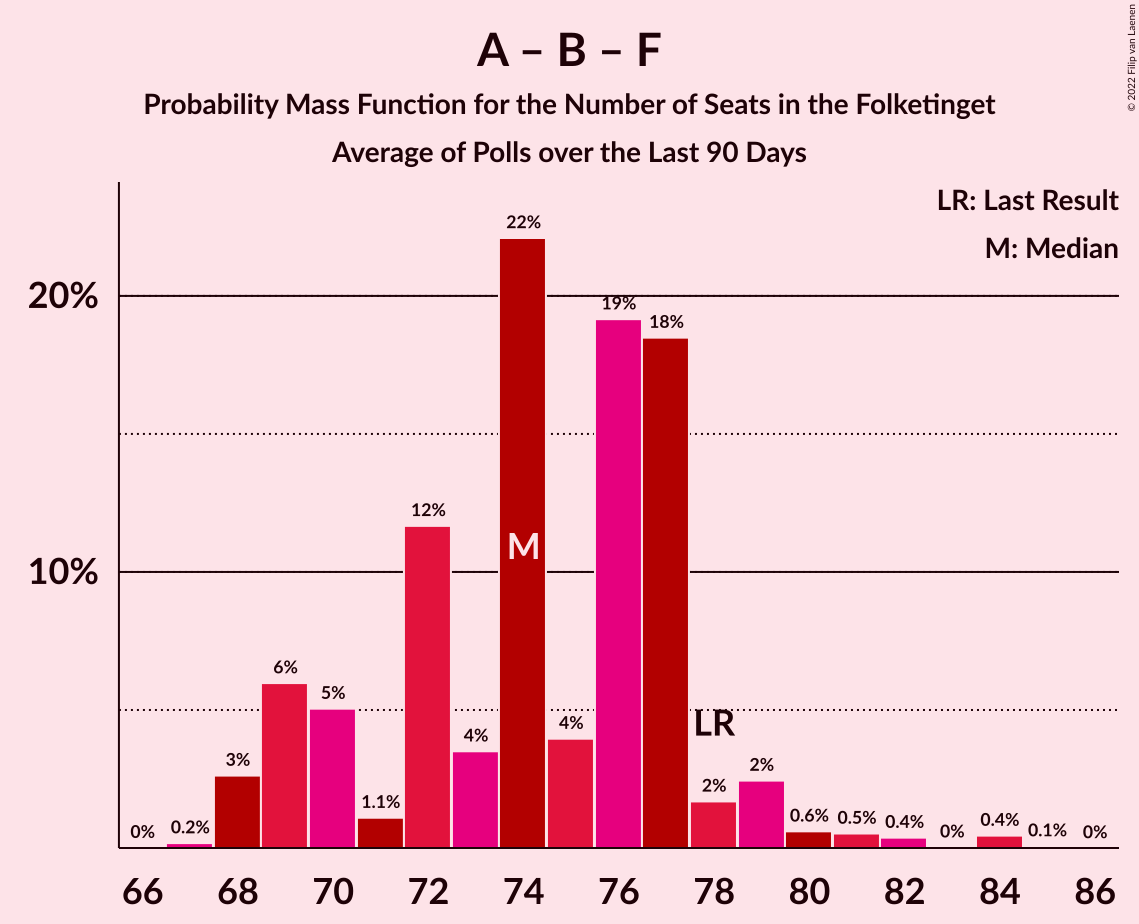 A – B – F
Probability Mass Function for the Number of Seats in the Folketinget
Average of Polls over the Last 90 Days
© 2022 Filip van Laenen
LR: Last Result
M: Median
20%
10%
0%
0.2%
3%
6%
5%
1.1%
12%
4%
22%
4%
19%
18%
2%
2%
0.6%
0.5%
0.4%
0%
0.4%
0.1%
0%
M
LR
66 68 70 72 74 76 78 80 82 84 86